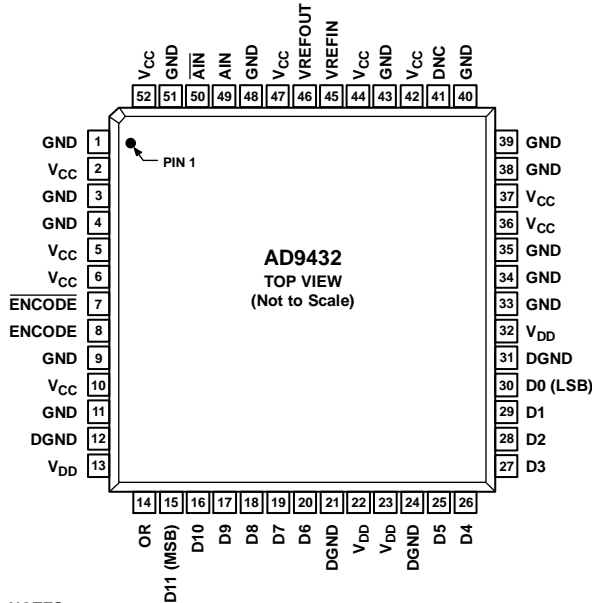 VCC GND AIN AIN GND VCC VREFOUT VREFIN VCC GND VCC DNC GND
52 51 50 49 48 47 46 45 44 43 42 41 40
GND 1
VCC 2
GND 3
GND 4
VCC 5
VCC 6
ENCODE 7
ENCODE 8
GND 9
VCC 10
GND 11
DGND 12
VDD 13
PIN 1
AD9432
TOP VIEW
(Not to Scale)
39 GND
38 GND
37 VCC
36 VCC
35 GND
34 GND
33 GND
32 VDD
31 DGND
30 D0 (LSB)
29 D1
28 D2
27 D3
14 15 16 17 18 19 20 21 22 23 24 25 26
OR D11 (MSB) D10 D9 D8 D7 D6 DGND VDD VDD DGND D5 D4